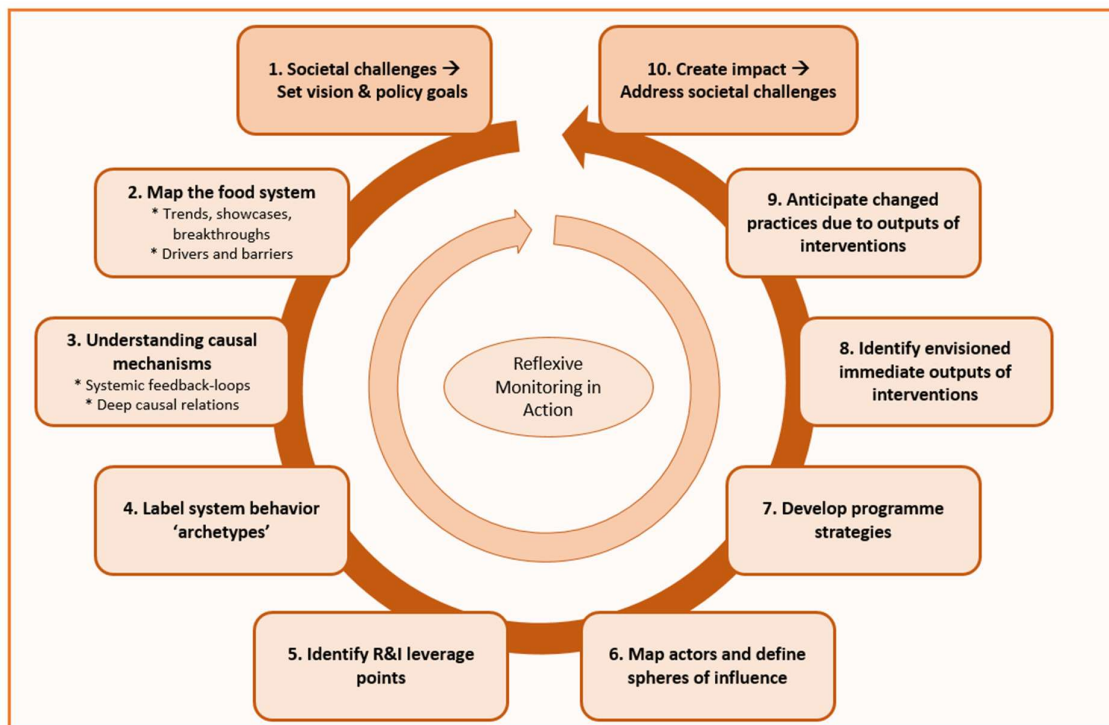 1. Societal challenges →
Set vision & policy goals
2. Map the food system
* Trends, showcases,
breakthroughs
* Drivers and barriers
3. Understanding causal
mechanisms
* Systemic feedback-loops
* Deep causal relations
4. Label system behavior
‘archetypes’
5. Identify R&I leverage
points
6. Map actors and define
spheres of influence
7. Develop programme
strategies
8. Identify envisioned
immediate outputs of
interventions
9. Anticipate changed
practices due to outputs of
interventions
10. Create impact →
Address societal challenges
Reflexive
Monitoring in
Action